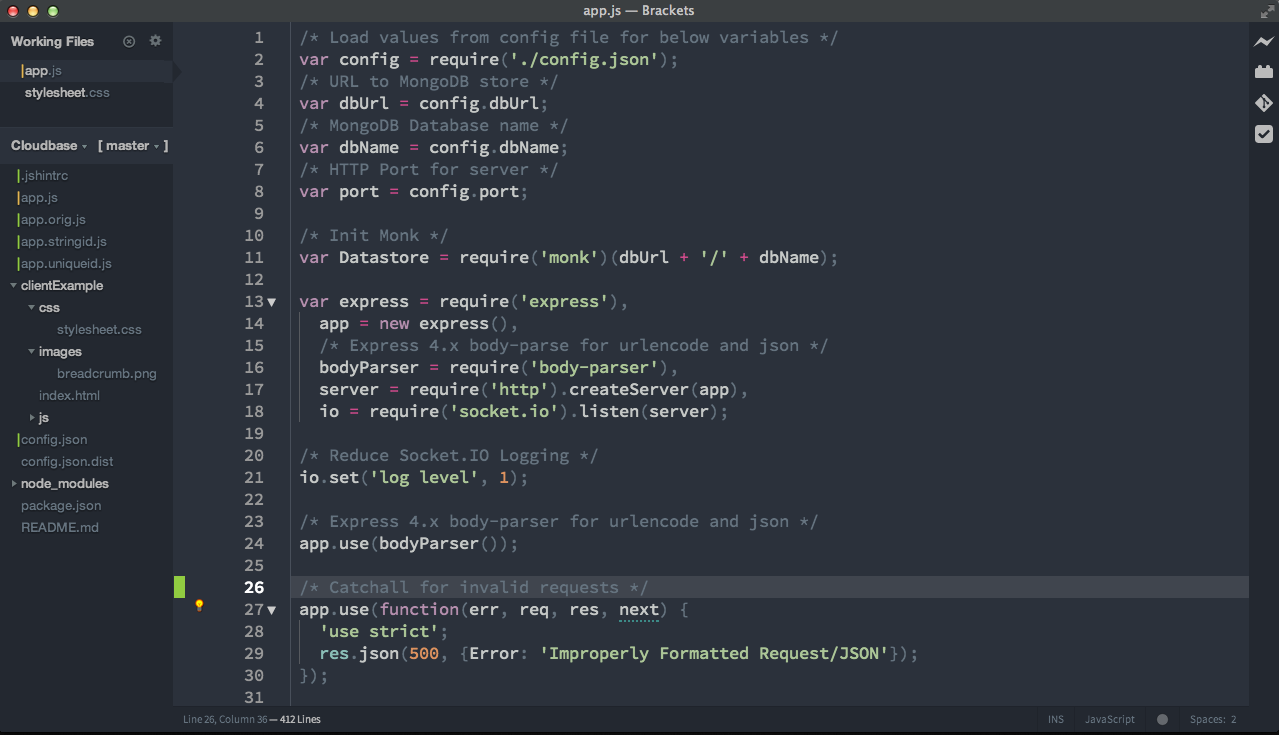 app.js — Brackets
Working Files
app.js
stylesheet.css
Cloudbase [ master ]
.jshintrc
app.js
app.orig.js
app.stringid.js
app.uniqueid.js
clientExample
css
stylesheet.css
images
breadcrumb.png
index.html
js
config.json
config.json.dist
node_modules
package.json
README.md
1 /* Load values from config file for below variables */
2 var config = require('./config.json');
3 /* URL to MongoDB store */
4 var dbUrl = config.dbUrl;
5 /* MongoDB Database name */
6 var dbName = config.dbName;
7 /* HTTP Port for server */
8 var port = config.port;
9
10 /* Init Monk */
11 var Datastore = require('monk')(dbUrl + '/' + dbName);
12
13 var express = require('express'),
14 app = new express(),
15 /* Express 4.x body-parse for urlencode and json */
16 bodyParser = require('body-parser'),
17 server = require('http').createServer(app),
18 io = require('socket.io').listen(server);
19
20 /* Reduce Socket.IO Logging */
21 io.set('log level', 1);
22
23 /* Express 4.x body-parser for urlencode and json */
24 app.use(bodyParser());
25
26 /* Catchall for invalid requests */
27 app.use(function(err, req, res, next) {
28 'use strict';
29 res.json(500, {Error: 'Improperly Formatted Request/JSON'});
30 });
31
Line 26, Column 36 — 412 Lines
INS JavaScript Spaces: 2